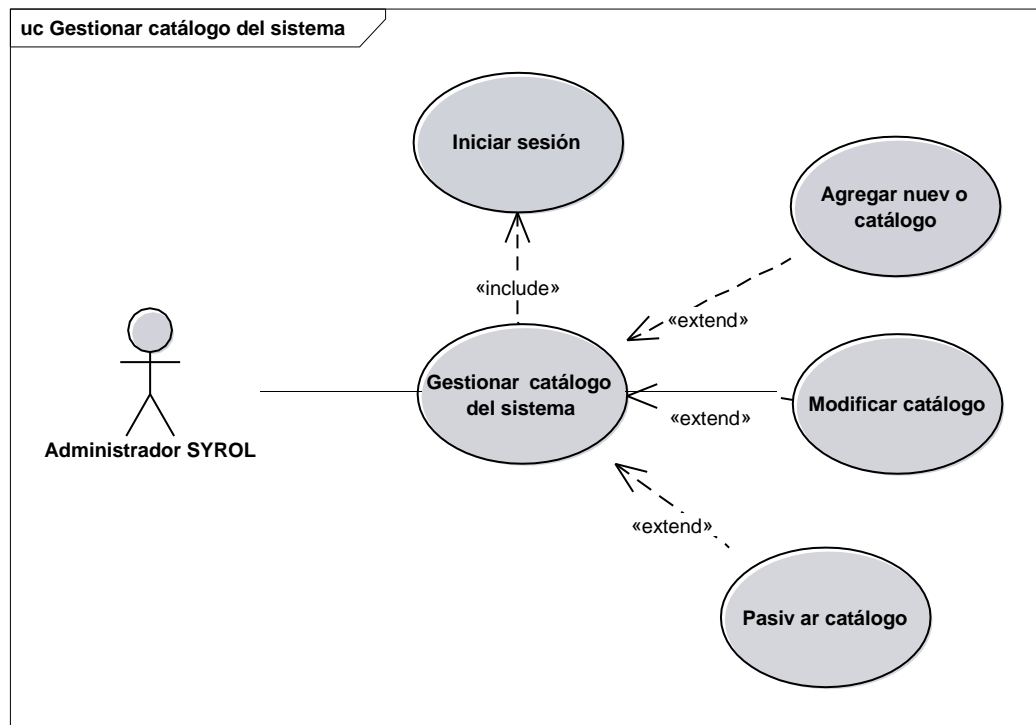 uc Gestionar catálogo del sistema
Iniciar sesión
Agregar nuev o
catálogo
«include»
«extend»
Gestionar catálogo
del sistema
Modificar catálogo
«extend»
Administrador SYROL
«extend»
Pasiv ar catálogo